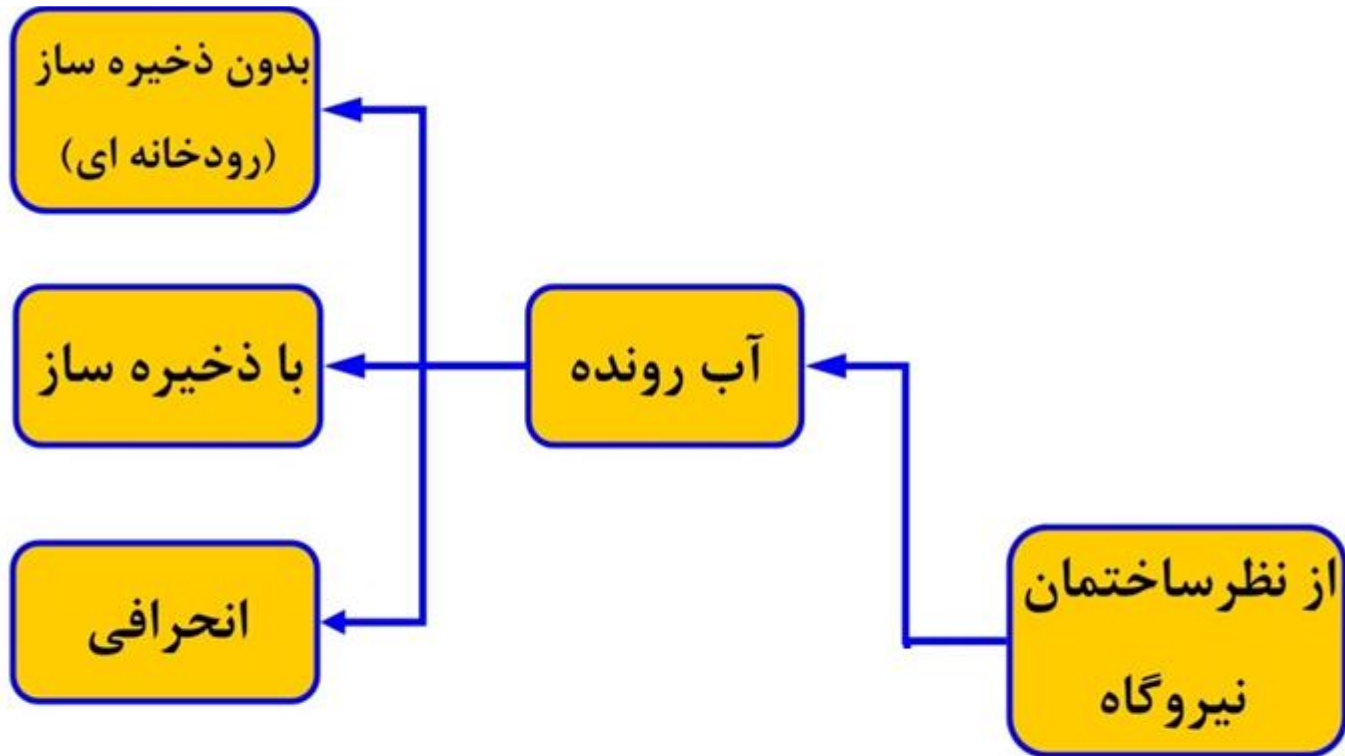 از نظرساختمان
نیروگاه
آب رونده
بدون ذخیره ساز
(رودخانه ای)
با ذخیره ساز
انحرافی